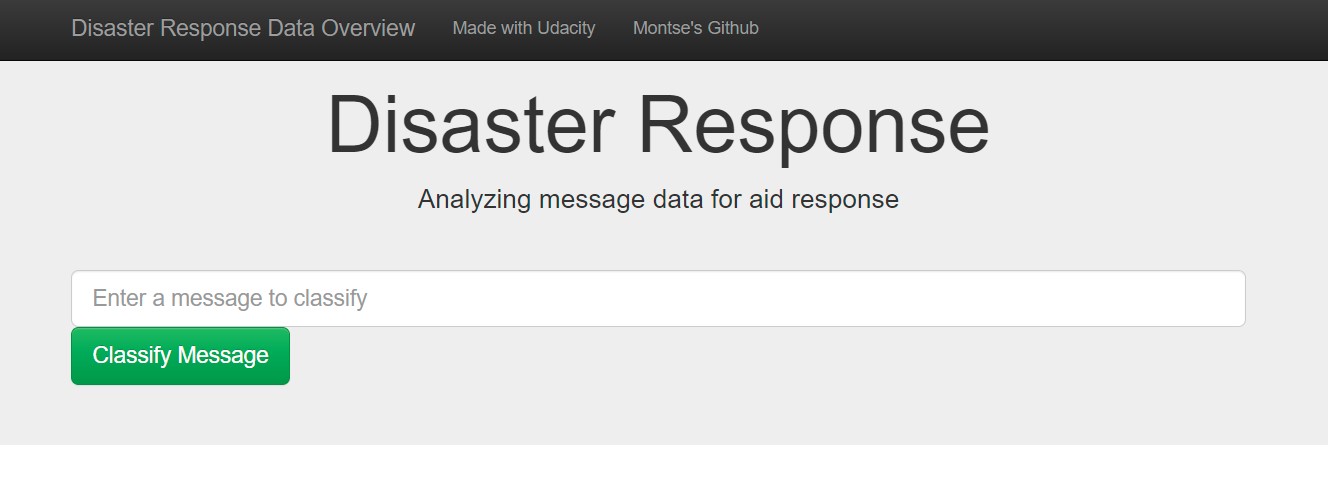 Disaster Response Data Overview Made with Udacity Montse's Github
Disaster Response
Analyzing message data for aid response
Enter a message to classify
Classify Message